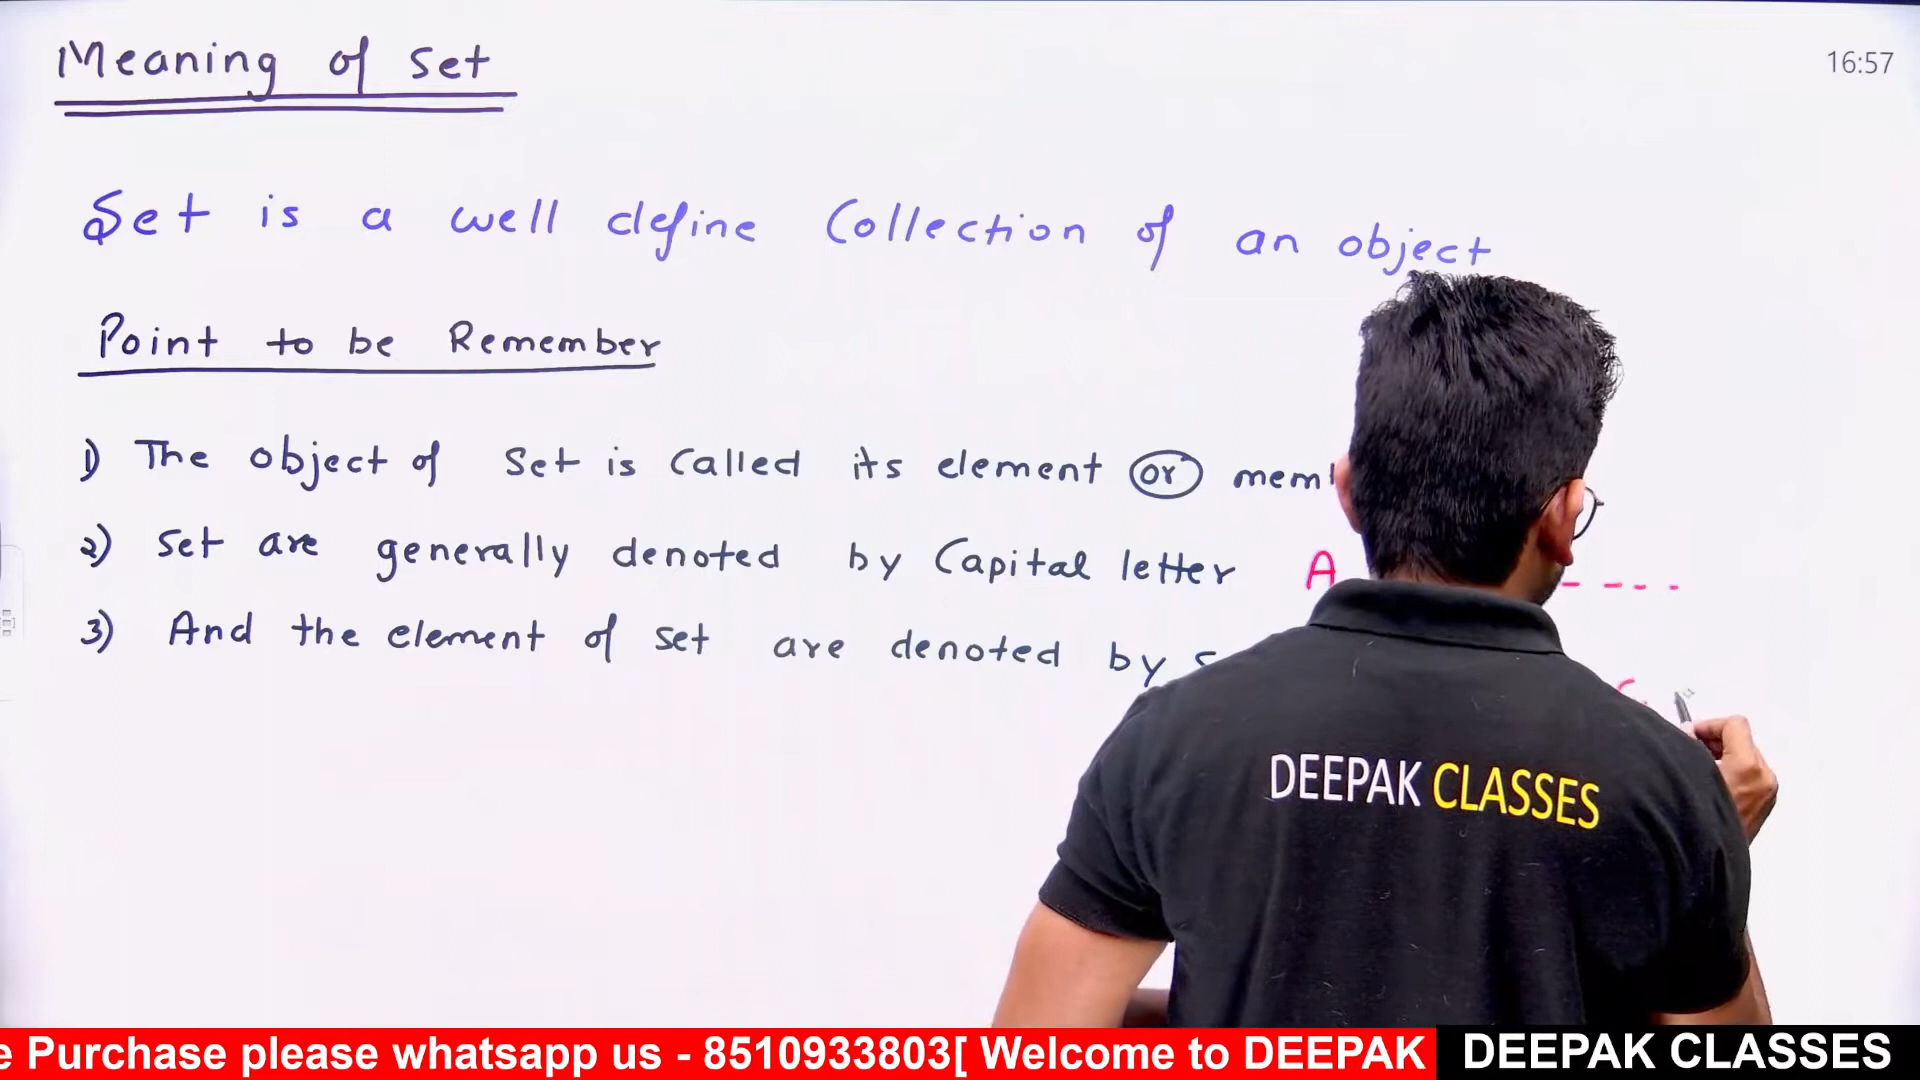 Meaning of set
16:57
Set is a well define Collection of an object
Point to be Remember
1) The object of set is called its element or
2) Set are generally denoted by Capital letter A - - - -
3) And the element of set are denoted by
DEEPAK CLASSES
Purchase please whatsapp us - 8510933803[ Welcome to DEEPAK
DEEPAK CLASSES